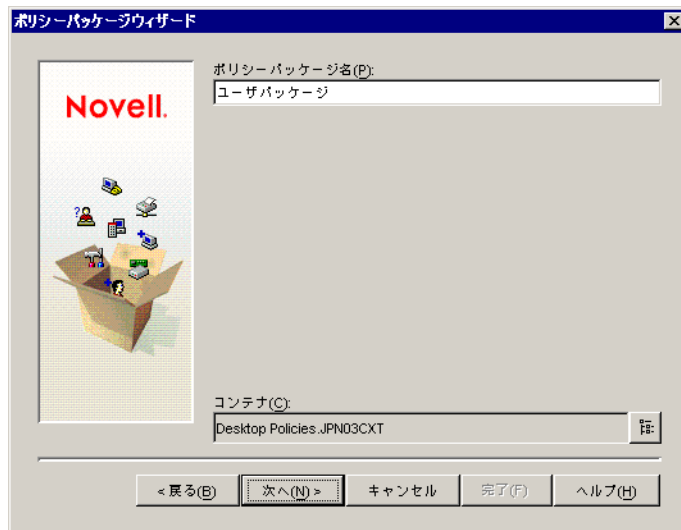 ポリシーパッケージウィザード
Novell.
ポリシーパッケージ名(P):
ユーザパッケージ
コンテナ(C):
Desktop Policies.JPN03CXT
<戻る(B)
次へ(N)>
キャンセル
完了(F)
ヘルプ(H)